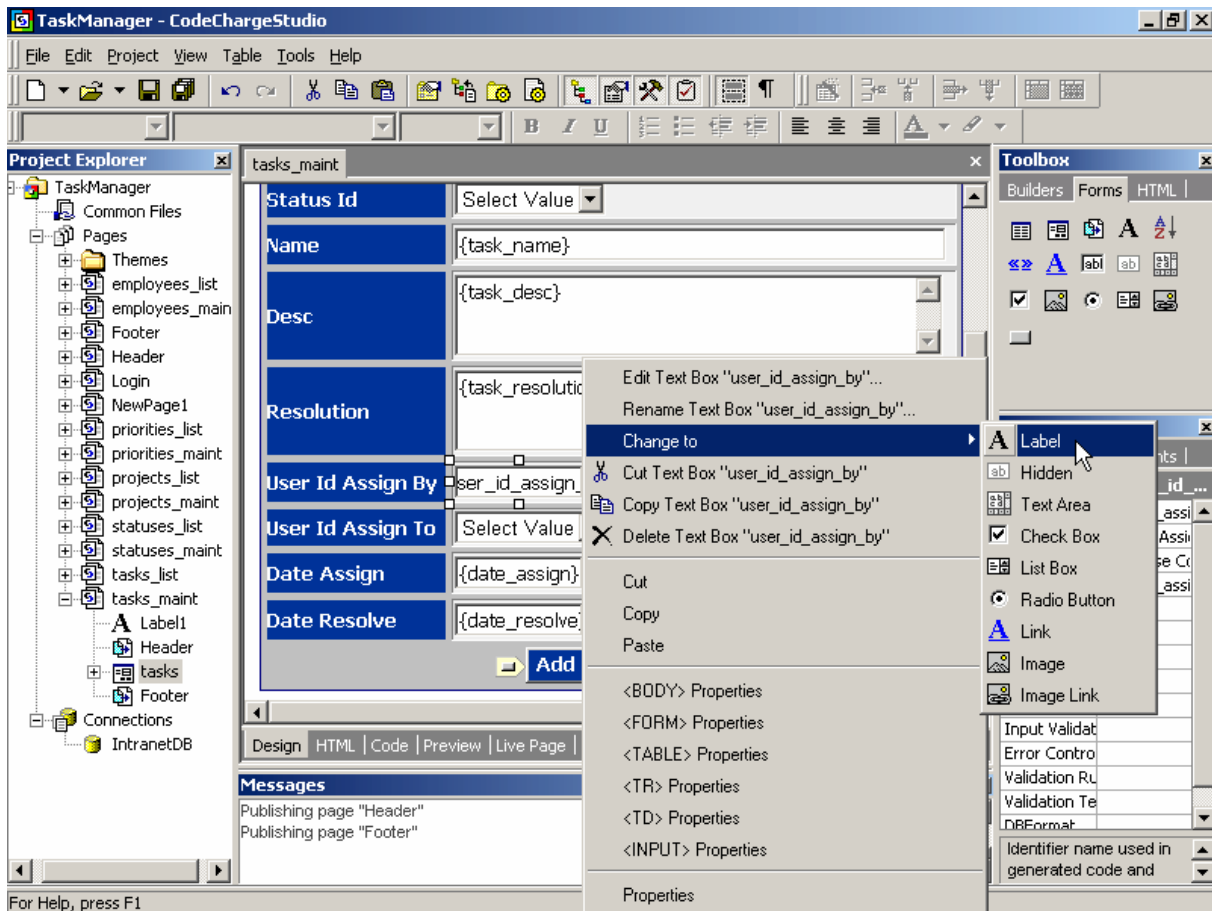 TaskManager - CodeChargeStudio
File Edit Project View Table Tools Help
B I U A
Project Explorer
TaskManager
Common Files
Pages
Themes
employees_list
employees_main
Footer
Header
Login
NewPage1
priorities_list
priorities_maint
projects_list
projects_maint
statuses_list
statuses_maint
tasks_list
tasks_maint
Label1
Header
tasks
Footer
Connections
IntranetDB
tasks_maint
Status Id Select Value
Name {task_name}
Desc {task_desc}
Resolution {task_resolutio
User Id Assign By ser_id_assign_
User Id Assign To Select Value
Date Assign {date_assign}
Date Resolve {date_resolve}
Add
Design HTML Code Preview Live Page
Messages
Publishing page "Header"
Publishing page "Footer"
Edit Text Box "user_id_assign_by"...
Rename Text Box "user_id_assign_by"...
Change to
Cut Text Box "user_id_assign_by"
Copy Text Box "user_id_assign_by"
Delete Text Box "user_id_assign_by"
Cut
Copy
Paste
<BODY> Properties
<FORM> Properties
<TABLE> Properties
<TR> Properties
<TD> Properties
<INPUT> Properties
Properties
Label
Hidden
Text Area
Check Box
List Box
Radio Button
Link
Image
Image Link
Toolbox
Builders Forms HTML
nts
_id_...
_assi
Assi
se Co
_assi
Input Validat
Error Contro
Validation Ru
Validation Te
DBFormat
Identifier name used in
generated code and
For Help, press F1